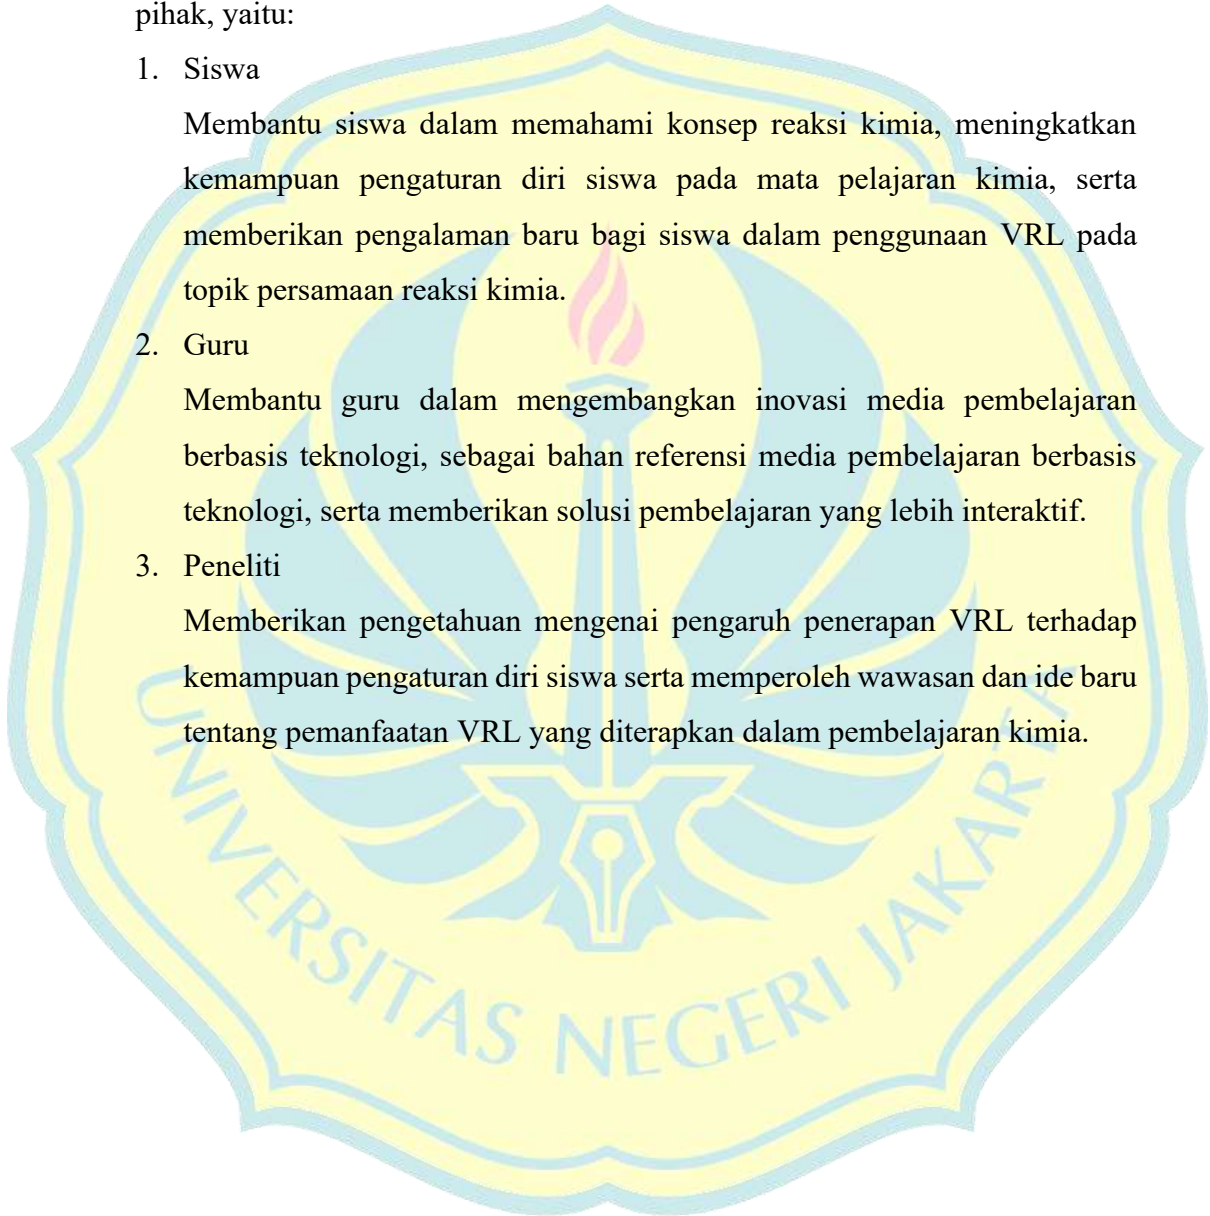 pihak, yaitu:
1. Siswa
Membantu siswa dalam memahami konsep reaksi kimia, meningkatkan
kemampuan pengaturan diri siswa pada mata pelajaran kimia, serta
memberikan pengalaman baru bagi siswa dalam penggunaan VRL pada
topik persamaan reaksi kimia.
2. Guru
Membantu guru dalam mengembangkan inovasi media pembelajaran
berbasis teknologi, sebagai bahan referensi media pembelajaran berbasis
teknologi, serta memberikan solusi pembelajaran yang lebih interaktif.
3. Peneliti
Memberikan pengetahuan mengenai pengaruh penerapan VRL terhadap
kemampuan pengaturan diri siswa serta memperoleh wawasan dan ide baru
tentang pemanfaatan VRL yang diterapkan dalam pembelajaran kimia.
UNIVERSITAS NEGERI JAKARTA